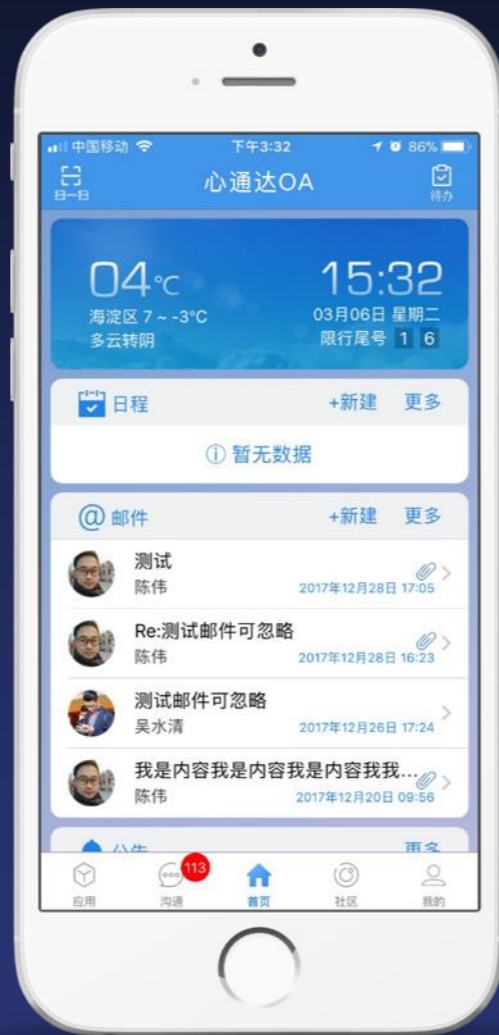 中国移动 下午3:32 86%
扫一扫 心通达OA 待办
04℃ 15:32
海淀区 7 ~ -3°C 03月06日 星期二
多云转阴 限行尾号 1 6
日程 +新建 更多
暂无数据
@ 邮件 +新建 更多
测试
陈伟 2017年12月28日 17:05
Re:测试邮件可忽略
陈伟 2017年12月28日 16:23
测试邮件可忽略
吴水清 2017年12月26日 17:24
我是内容我是内容我是内容我我...
陈伟 2017年12月20日 09:56
公告 更多
113
应用 沟通 首页 社区 我的